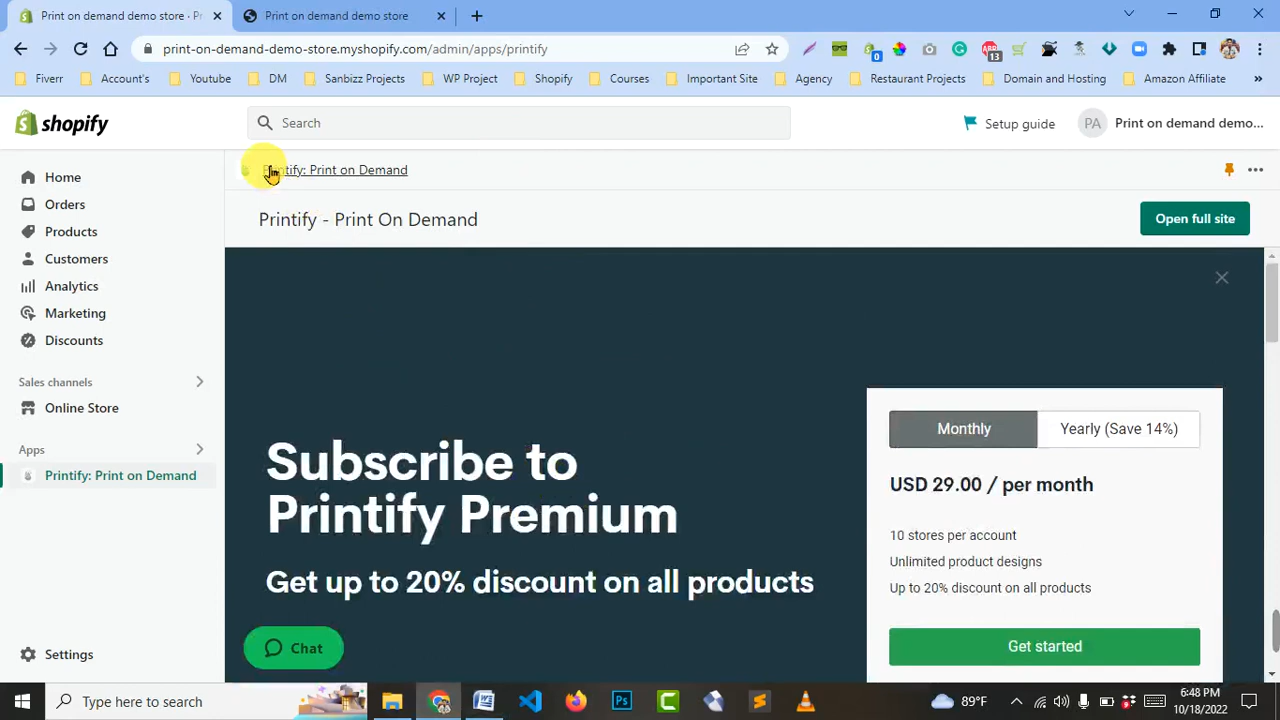 Print on demand demo store · Pr
Print on demand demo store
print-on-demand-demo-store.myshopify.com/admin/apps/printify
0
13
Fiverr
Account's
Youtube
DM
Sanbizz Projects
WP Project
Shopify
Courses
Important Site
Agency
Restaurant Projects
Domain and Hosting
Amazon Affiliate
»
shopify
Search
Setup guide
PA
Print on demand demo...
Home
Orders
Products
Customers
Analytics
Marketing
Discounts
Sales channels
Online Store
Apps
Printify: Print on Demand
Settings
Printify: Print on Demand
Printify - Print On Demand
Open full site
Subscribe to
Printify Premium
Get up to 20% discount on all products
Chat
Monthly
Yearly (Save 14%)
USD 29.00 / per month
10 stores per account
Unlimited product designs
Up to 20% discount on all products
Get started
Type here to search
89°F
6:48 PM
10/18/2022